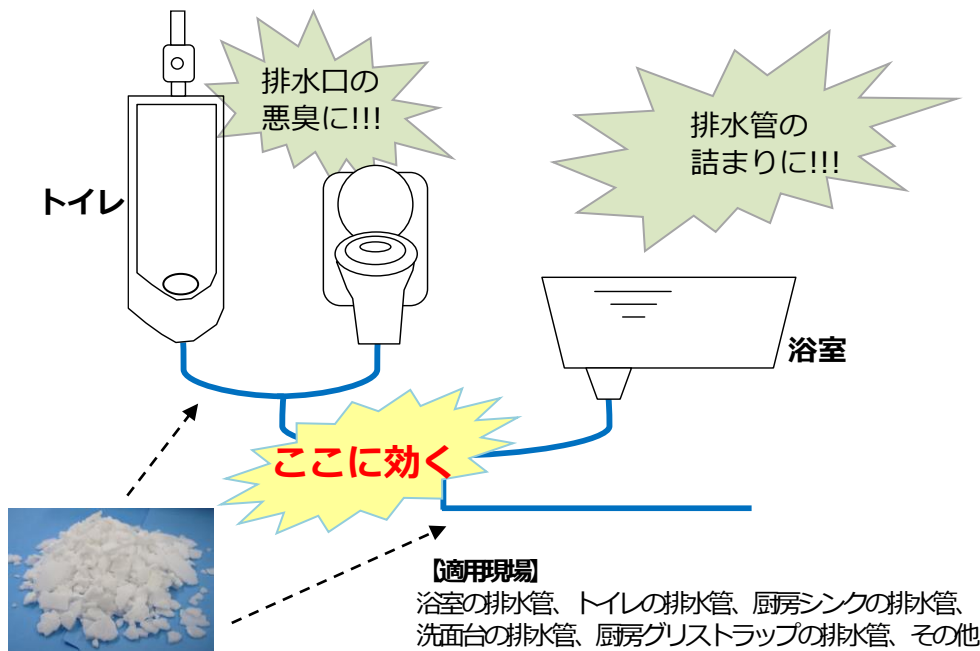 排水口の
悪臭に!!!
排水管の
詰まりに!!!
トイレ
浴室
ここに効く
【適用現場】
浴室の排水管、トイレの排水管、厨房シンクの排水管、
洗面台の排水管、厨房グリストラップの排水管、その他